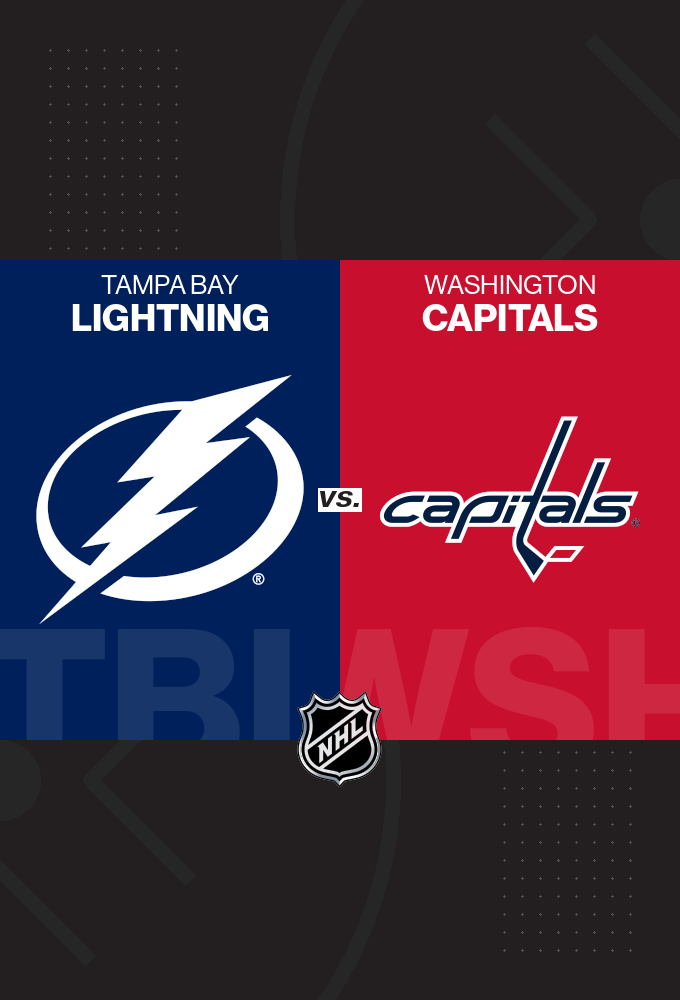 TAMPA BAY
LIGHTNING
WASHINGTON
CAPITALS
vs.
capitals
®
TBL
WSH
NHL